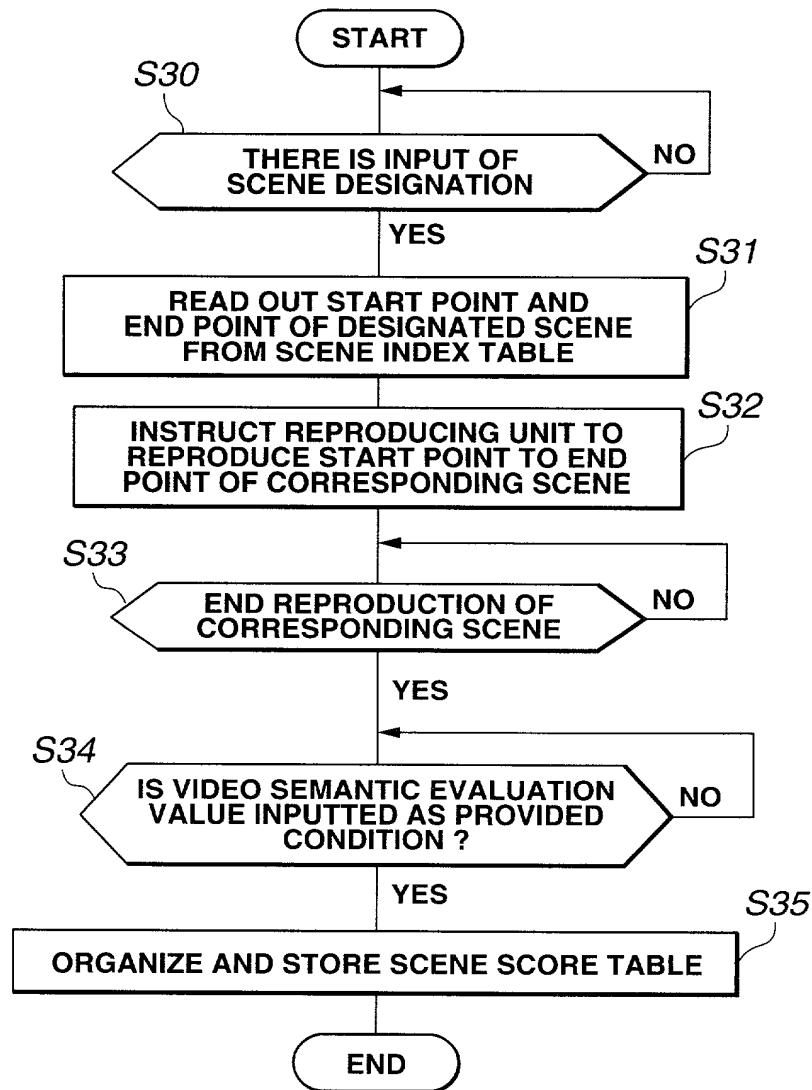 START
S30
THERE IS INPUT OF
SCENE DESIGNATION
NO
YES
S31
READ OUT START POINT AND
END POINT OF DESIGNATED SCENE
FROM SCENE INDEX TABLE
S32
INSTRUCT REPRODUCING UNIT TO
REPRODUCE START POINT TO END
POINT OF CORRESPONDING SCENE
S33
END REPRODUCTION OF
CORRESPONDING SCENE
NO
YES
S34
IS VIDEO SEMANTIC EVALUATION
VALUE INPUTTED AS PROVIDED
CONDITION ?
NO
YES
S35
ORGANIZE AND STORE SCENE SCORE TABLE
END